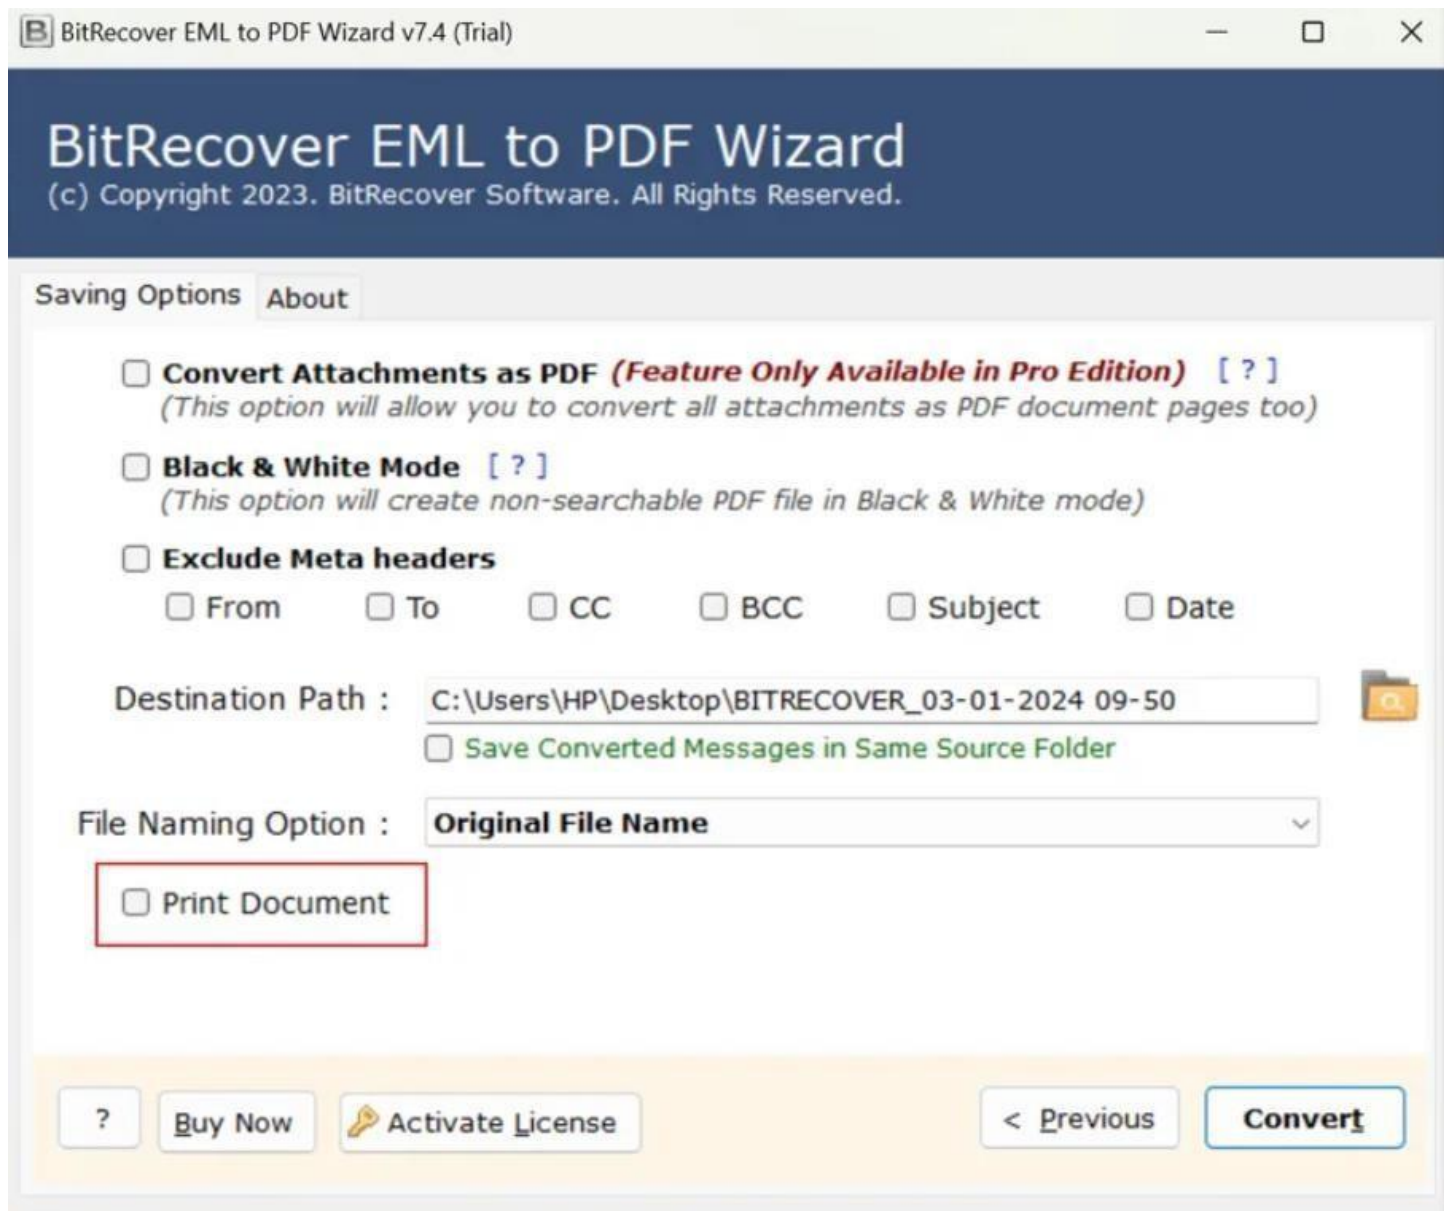 BitRecover EML to PDF Wizard v7.4 (Trial)
BitRecover EML to PDF Wizard
(c) Copyright 2023. BitRecover Software. All Rights Reserved.
Saving Options About
Convert Attachments as PDF (Feature Only Available in Pro Edition) [ ? ]
(This option will allow you to convert all attachments as PDF document pages too)
Black & White Mode [ ? ]
(This option will create non-searchable PDF file in Black & White mode)
Exclude Meta headers
From To CC BCC Subject Date
Destination Path : C:\Users\HP\Desktop\BITRECOVER_03-01-2024 09-50
Save Converted Messages in Same Source Folder
File Naming Option : Original File Name
Print Document
? Buy Now Activate License < Previous Convert